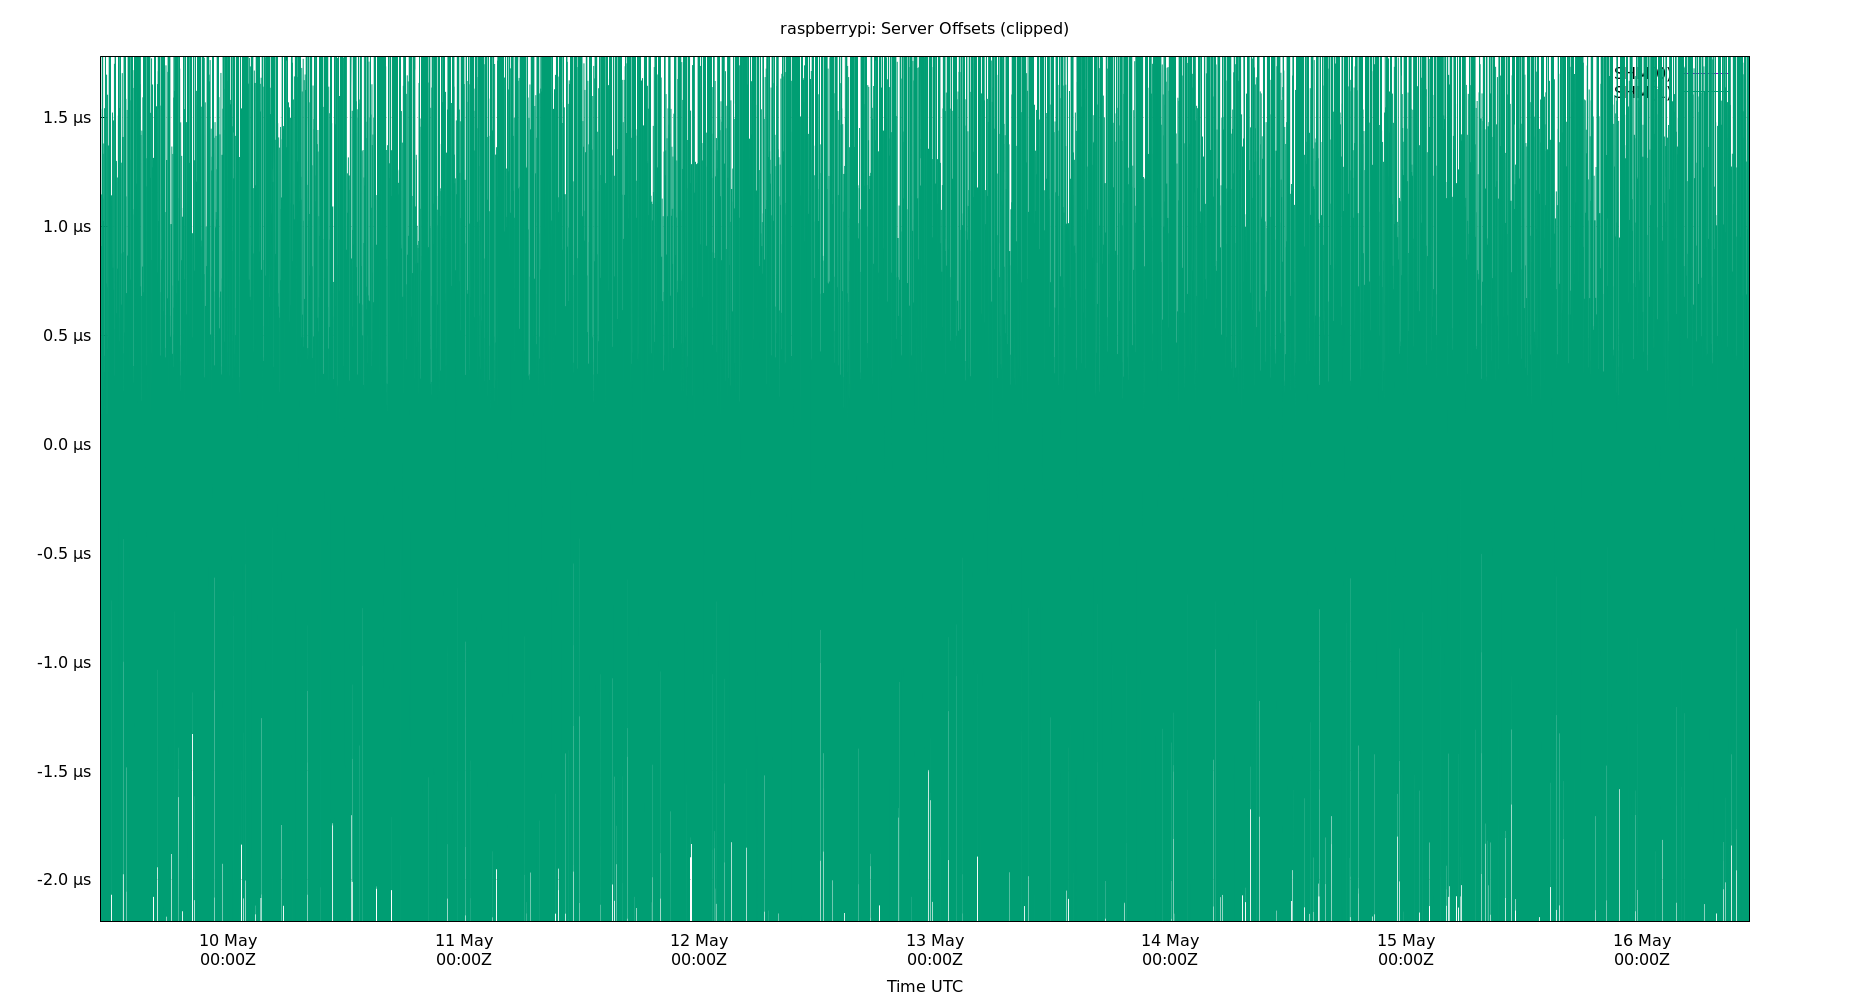 raspberrypi: Server Offsets (clipped)
1.5 µs
1.0 µs
0.5 µs
0.0 µs
-0.5 µs
-1.0 µs
-1.5 µs
-2.0 µs
10 May 11 May 12 May 13 May 14 May 15 May 16 May
00:00Z 00:00Z 00:00Z 00:00Z 00:00Z 00:00Z 00:00Z
Time UTC